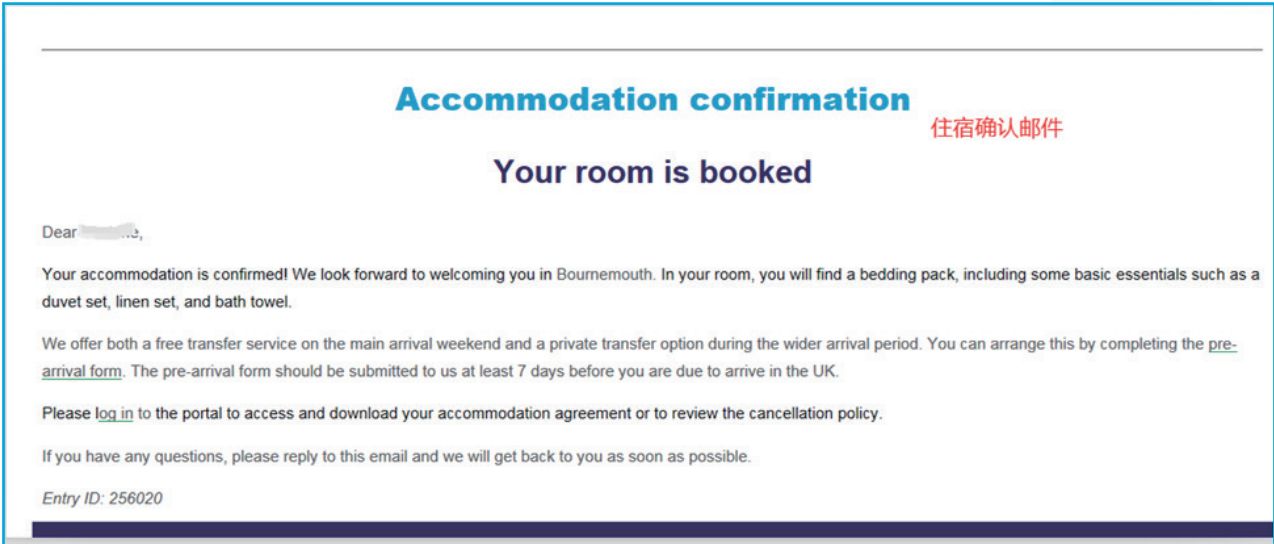 Accommodation confirmation
住宿确认邮件
Your room is booked
Dear
Your accommodation is confirmed! We look forward to welcoming you in Bournemouth. In your room, you will find a bedding pack, including some basic essentials such as a
duvet set, linen set, and bath towel.
We offer both a free transfer service on the main arrival weekend and a private transfer option during the wider arrival period. You can arrange this by completing the pre-
arrival form. The pre-arrival form should be submitted to us at least 7 days before you are due to arrive in the UK.
Please log in to the portal to access and download your accommodation agreement or to review the cancellation policy.
If you have any questions, please reply to this email and we will get back to you as soon as possible.
Entry ID: 256020